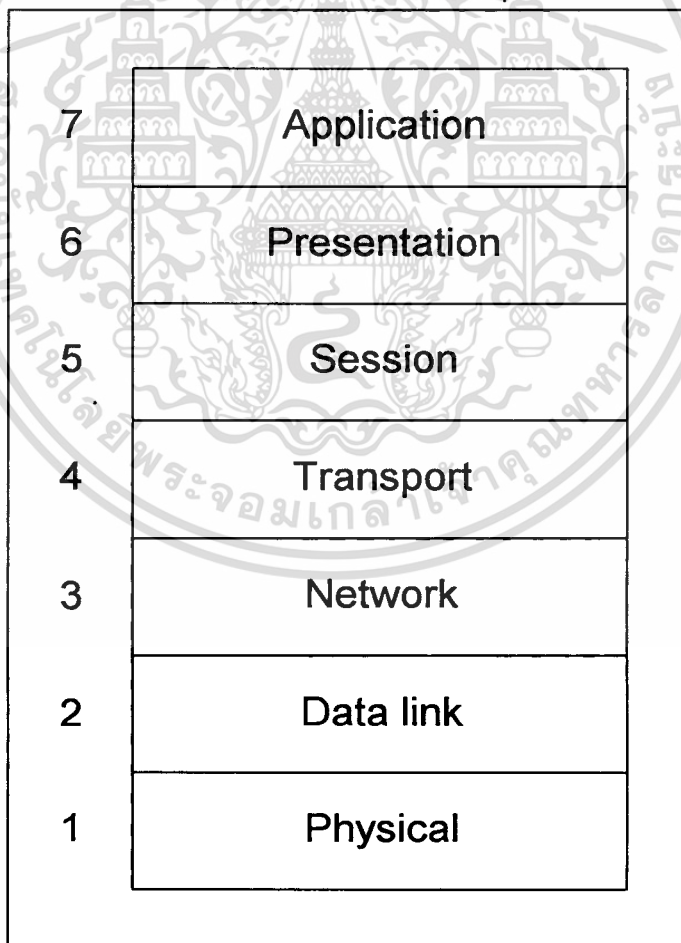 7 Application
6 Presentation
5 Session
4 Transport
3 Network
2 Data link
1 Physical